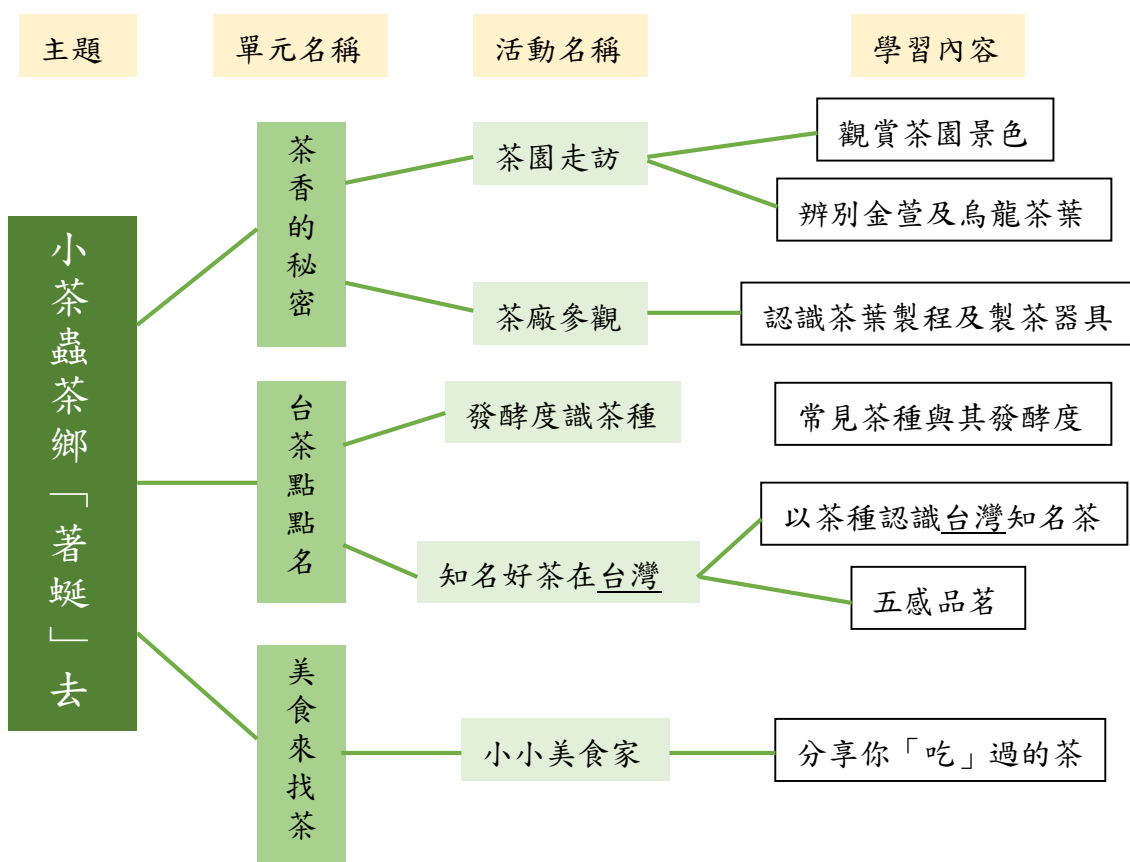 主題
單元名稱
活動名稱
學習內容
小茶蟲茶鄉「著蜒」去
茶香的秘密
茶園走訪
觀賞茶園景色
辨別金萱及烏龍茶葉
茶廠參觀
認識茶葉製程及製茶器具
台茶點點名
發酵度識茶種
常見茶種與其發酵度
知名好茶在台灣
以茶種認識台灣知名茶
五感品茗
美食來找茶
小小美食家
分享你「吃」過的茶